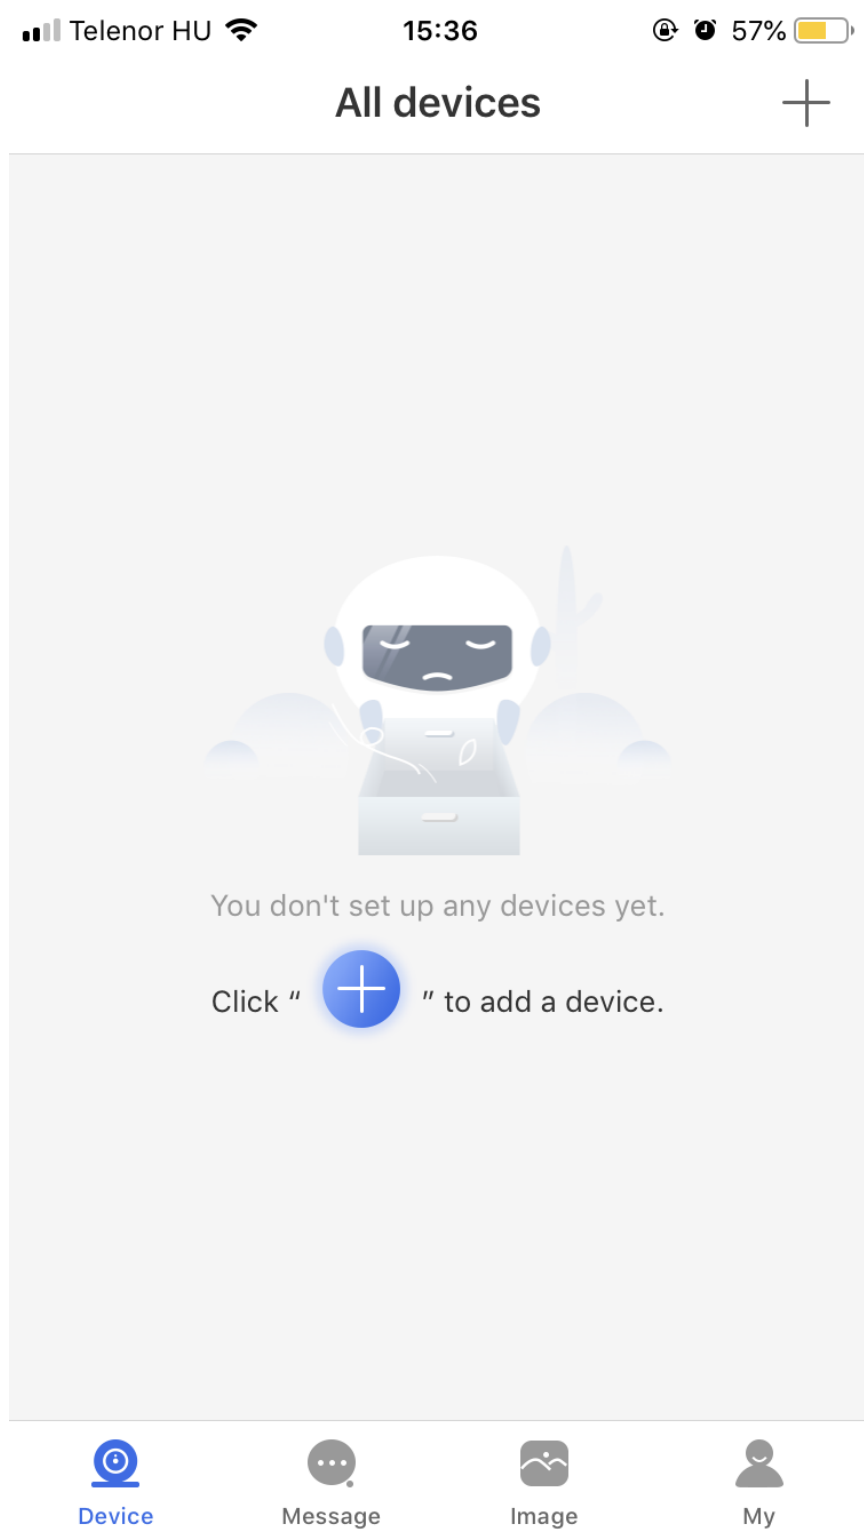 Telenor HU 15:36 57%
All devices
You don't set up any devices yet.
Click “ ” to add a device.
Device Message Image My